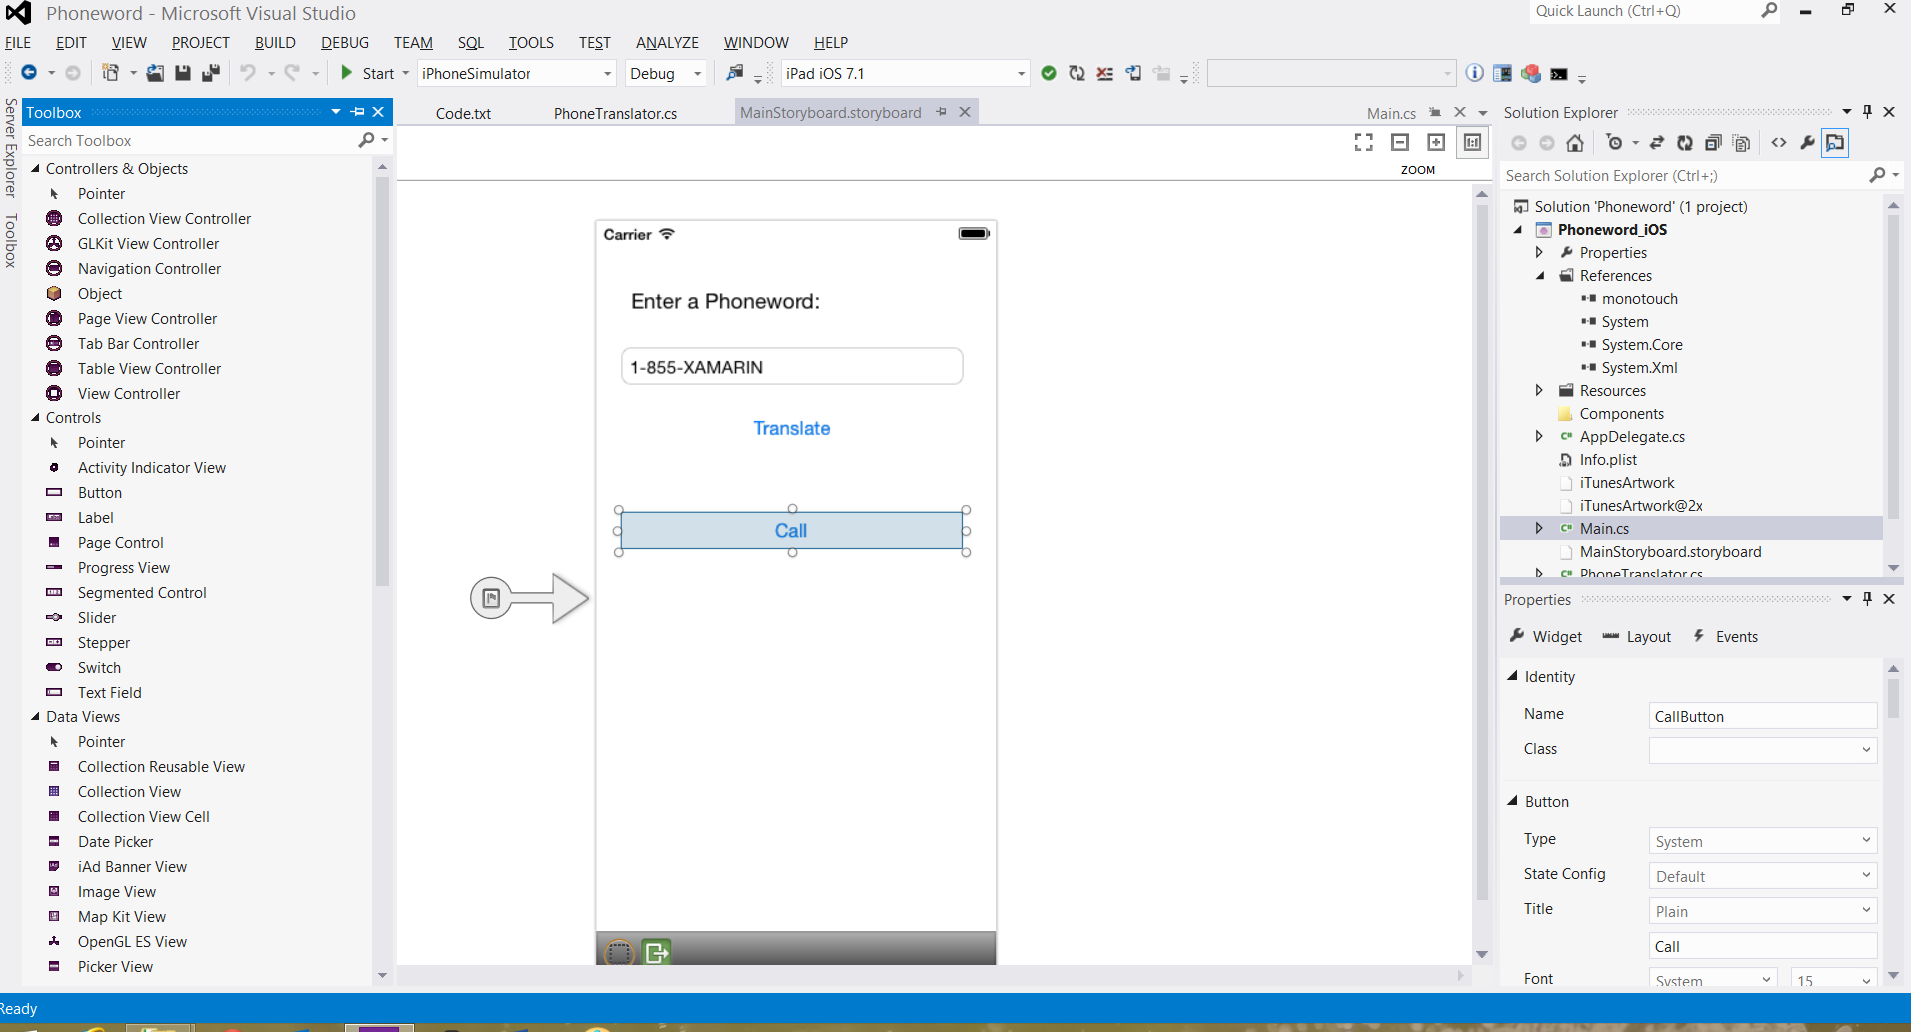 Phoneword - Microsoft Visual Studio
Quick Launch (Ctrl+Q)
FILE EDIT VIEW PROJECT BUILD DEBUG TEAM SQL TOOLS TEST ANALYZE WINDOW HELP
Start iPhoneSimulator Debug iPad iOS 7.1
Server Explorer
Toolbox
Toolbox
Search Toolbox
Controllers & Objects
Pointer
Collection View Controller
GLKit View Controller
Navigation Controller
Object
Page View Controller
Tab Bar Controller
Table View Controller
View Controller
Controls
Pointer
Activity Indicator View
Button
Label
Page Control
Progress View
Segmented Control
Slider
Stepper
Switch
Text Field
Data Views
Pointer
Collection Reusable View
Collection View
Collection View Cell
Date Picker
iAd Banner View
Image View
Map Kit View
OpenGL ES View
Picker View
Code.txt PhoneTranslator.cs MainStoryboard.storyboard Main.cs
ZOOM
Carrier
Enter a Phoneword:
1-855-XAMARIN
Translate
Call
Solution Explorer
Search Solution Explorer (Ctrl+;)
Solution 'Phoneword' (1 project)
Phoneword_iOS
Properties
References
monotouch
System
System.Core
System.Xml
Resources
Components
AppDelegate.cs
Info.plist
iTunesArtwork
iTunesArtwork@2x
Main.cs
MainStoryboard.storyboard
PhoneTranslator.cs
Properties
Widget Layout Events
Identity
Name CallButton
Class
Button
Type System
State Config Default
Title Plain
Call
Font System 15
Ready